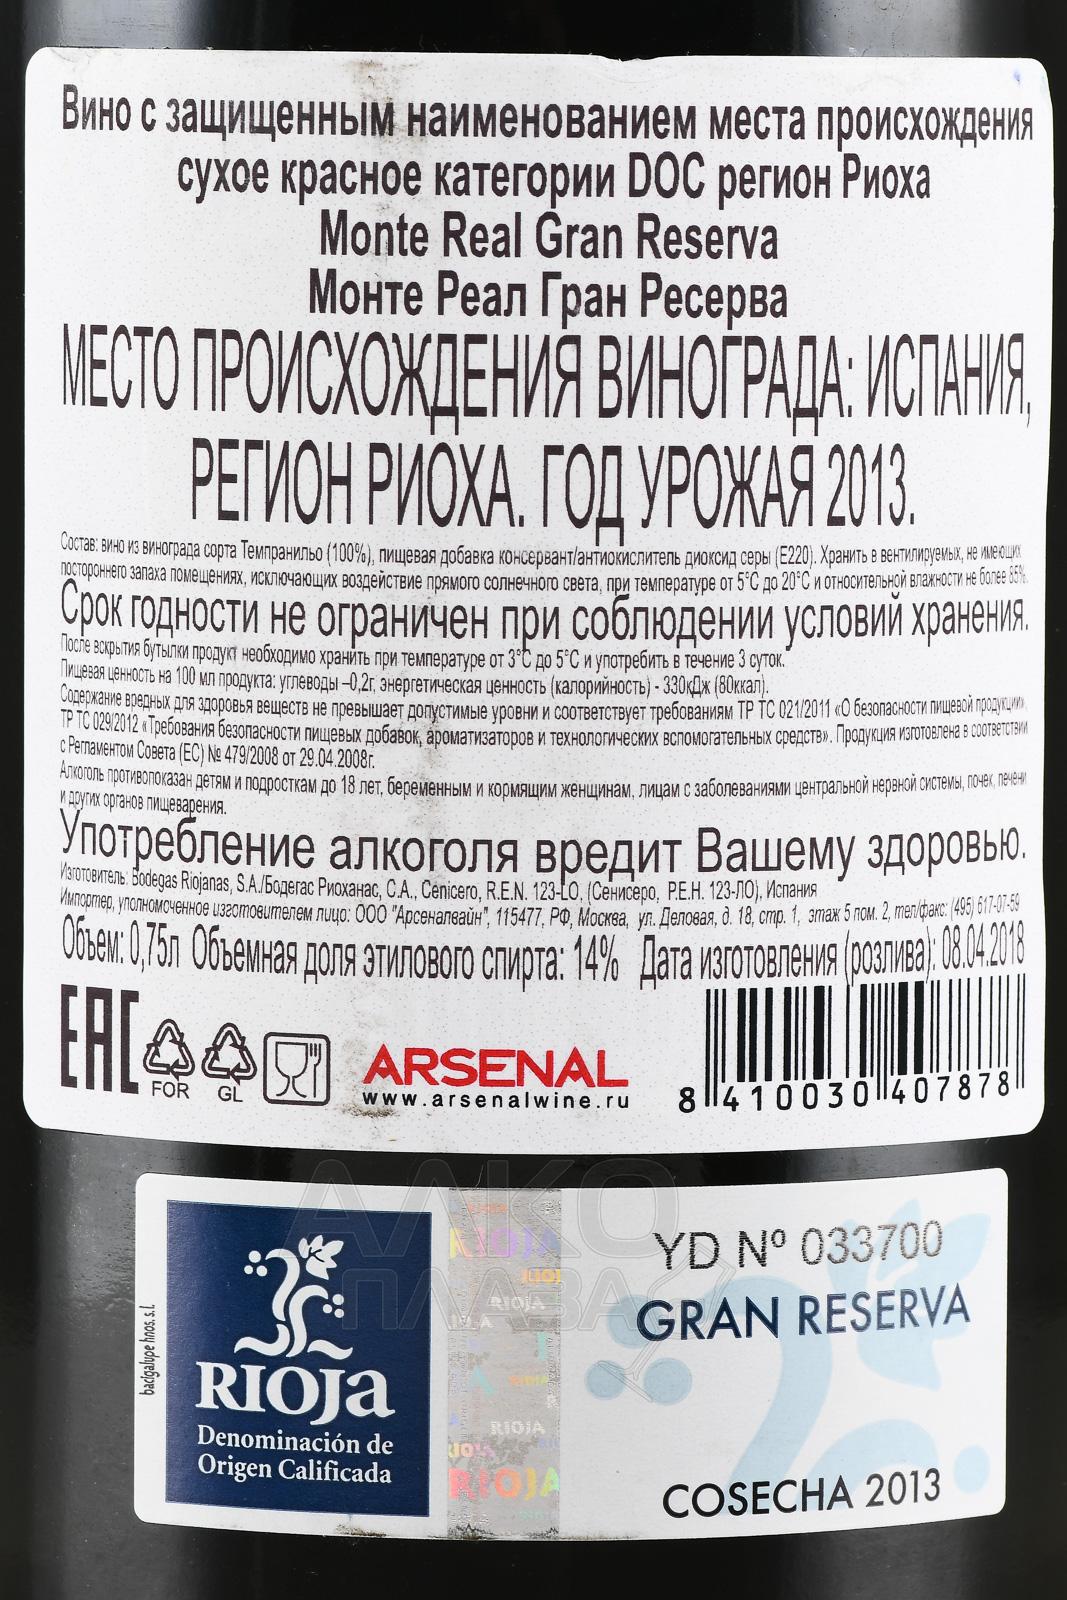 Вино с защищенным наименованием места происхождения
сухое красное категории DOC регион Риоха
Monte Real Gran Reserva
Монте Реал Гран Ресерва
МЕСТО ПРОИСХОЖДЕНИЯ ВИНОГРАДА: ИСПАНИЯ,
РЕГИОН РИОХА. ГОД УРОЖАЯ 2013.
Состав: вино из винограда сорта Темпранильо (100%), пищевая добавка консервант/антиокислитель диоксид серы (Е220). Хранить в вентилируемых, не имеющих
постороннего запаха помещениях, исключающих воздействие прямого солнечного света, при температуре от 5°С до 20°С и относительной влажности не более 85%.
Срок годности не ограничен при соблюдении условий хранения.
После вскрытия бутылки продукт необходимо хранить при температуре от 3°С до 5°С и употребить в течение 3 суток.
Пищевая ценность на 100 мл продукта: углеводы –0,2г, энергетическая ценность (калорийность) - 330кДж (80ккал).
Содержание вредных для здоровья веществ не превышает допустимые уровни и соответствует требованиям ТР ТС 021/2011 «О безопасности пищевой продукции»,
ТР ТС 029/2012 «Требования безопасности пищевых добавок, ароматизаторов и технологических вспомогательных средств». Продукция изготовлена в соответствии
с Регламентом Совета (ЕС) № 479/2008 от 29.04.2008г.
Алкоголь противопоказан детям и подросткам до 18 лет, беременным и кормящим женщинам, лицам с заболеваниями центральной нервной системы, почек, печени
и других органов пищеварения.
Употребление алкоголя вредит Вашему здоровью.
Изготовитель: Bodegas Riojanas, S.A./Бодегас Риоханас, С.А., Cenicero, R.E.N. 123-LO, (Сенисеро, Р.Е.Н. 123-ЛО), Испания
Импортер, уполномоченное изготовителем лицо: ООО "Арсеналвайн", 115477, РФ, Москва, ул. Деловая, д. 18, стр. 1, этаж 5 пом. 2, тел/факс: (495) 617-07-59
Объем: 0,75л Объемная доля этилового спирта: 14% Дата изготовления (розлива): 08.04.2018
EAC
FOR
GL
ARSENAL
www.arsenalwine.ru
8 410030 407878
АЛКО
ПЛАЗА
badgalupe hnos. s.l.
RIOJA
Denominación de
Origen Calificada
RIOJA
RIOJA
RIOJA
RIOJA
YD Nº 033700
GRAN RESERVA
COSECHA 2013